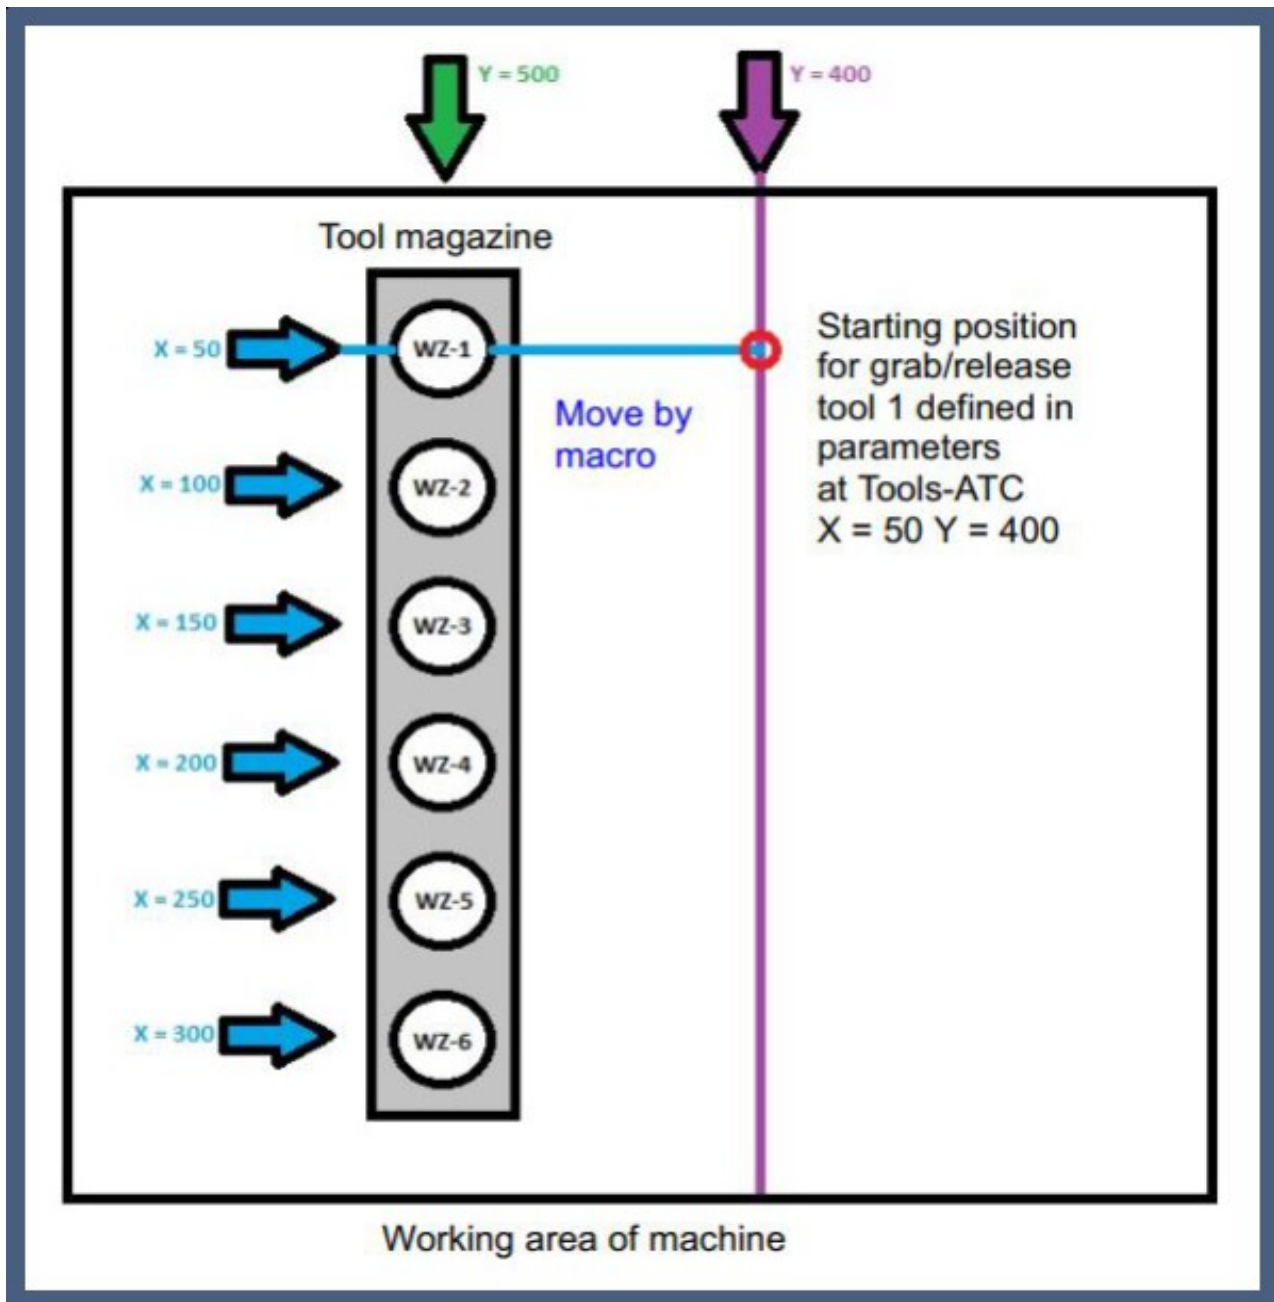 Y = 500
Y = 400
Tool magazine
X = 50
WZ-1
Starting position
for grab/release
tool 1 defined in
parameters
at Tools-ATC
X = 50 Y = 400
Move by
macro
X = 100
WZ-2
X = 150
WZ-3
X = 200
WZ-4
X = 250
WZ-5
X = 300
WZ-6
Working area of machine